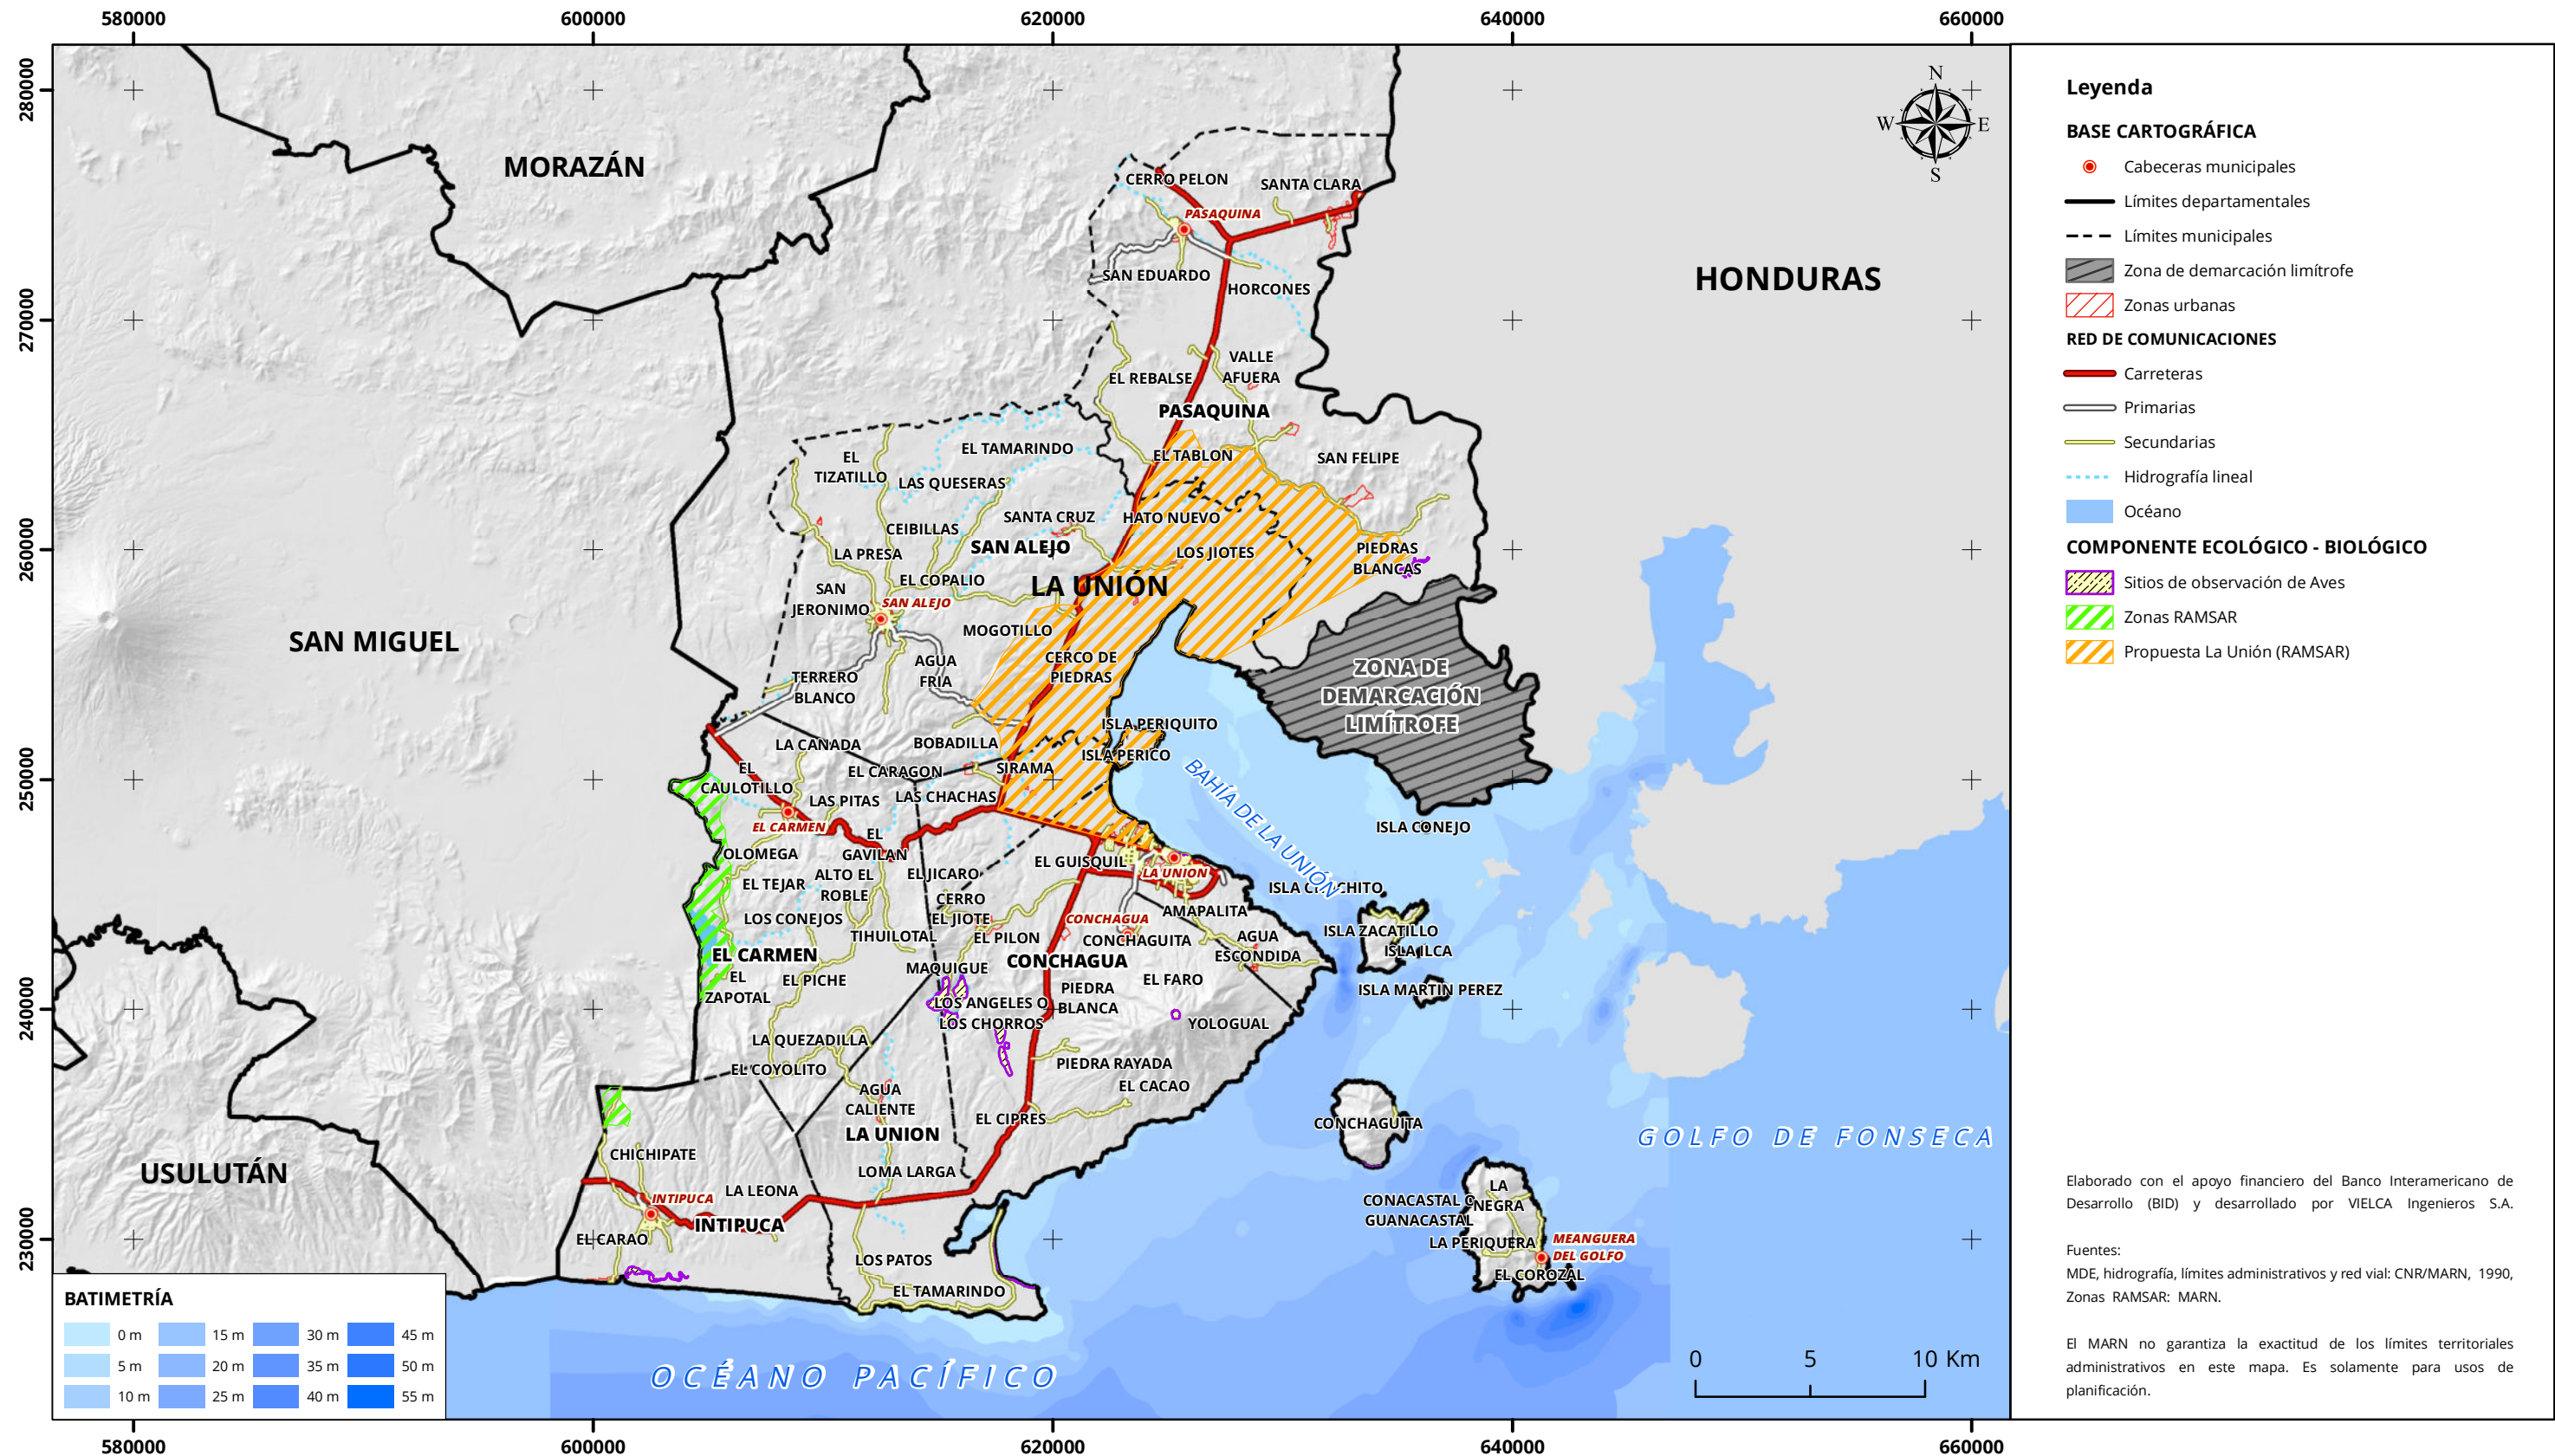 580000
600000
620000
640000
660000
280000
270000
260000
250000
240000
230000
MORAZÁN
HONDURAS
SAN MIGUEL
USULUTÁN
LA UNIÓN
N
W
E
S
CERRO PELON
SANTA CLARA
PASAQUINA
SAN EDUARDO
HORCONES
VALLE
AFUERA
EL REBALSE
PASAQUINA
EL TABLON
SAN FELIPE
EL TAMARINDO
EL
TIZATILLO
LAS QUESERAS
SANTA CRUZ
HATO NUEVO
CEIBILLAS
SAN ALEJO
LA PRESA
LOS JIOTES
PIEDRAS
BLANCAS
EL COPALIO
SAN
JERONIMO
SAN ALEJO
MOGOTILLO
AGUA
FRIA
CERCO DE
PIEDRAS
TERRERO
BLANCO
ZONA DE
DEMARCACIÓN
LIMÍTROFE
ISLA PERIQUITO
ISLA PERICO
BAHÍA DE LA UNIÓN
LA CAÑADA
BOBADILLA
EL
CAULOTILLO
EL CARAGON
SIRAMA
LAS PITAS
LAS CHACHAS
EL CARMEN
ISLA CONEJO
OLOMEGA
EL
GAVILAN
EL GUISQUIL
LA UNION
EL TEJAR
ALTO EL
ROBLE
EL JICARO
LOS CONEJOS
CERRO
EL JIOTE
CONCHAGUA
AMAPALITA
TIHUILOTAL
EL PILON
CONCHAGUITA
AGUA
ESCONDIDA
ISLA ZACATILLO
ISLA ILCA
EL CARMEN
CONCHAGUA
MAQUIGUE
EL
ZAPOTAL
EL PICHE
EL FARO
PIEDRA
BLANCA
ISLA MARTIN PEREZ
LOS ANGELES O
LOS CHORROS
YOLOGUAL
LA QUEZADILLA
PIEDRA RAYADA
EL COYOLITO
EL CACAO
AGUA
CALIENTE
EL CIPRES
CONCHAGUITA
LA UNION
GOLFO DE FONSECA
CHICHIPATE
LOMA LARGA
LA LEONA
INTIPUCA
INTIPUCA
EL CARAO
LA
NEGRA
CONACASTAL O
GUANACASTAL
LA PERIQUERA
MEANGUERA
DEL GOLFO
EL COROZAL
LOS PATOS
EL TAMARINDO
OCÉANO PACÍFICO
0 5 10 Km
BATIMETRÍA
0 m 15 m 30 m 45 m
5 m 20 m 35 m 50 m
10 m 25 m 40 m 55 m
580000
600000
620000
640000
660000
Leyenda
BASE CARTOGRÁFICA
Cabeceras municipales
Límites departamentales
Límites municipales
Zona de demarcación limítrofe
Zonas urbanas
RED DE COMUNICACIONES
Carreteras
Primarias
Secundarias
Hidrografía lineal
Océano
COMPONENTE ECOLÓGICO - BIOLÓGICO
Sitios de observación de Aves
Zonas RAMSAR
Propuesta La Unión (RAMSAR)
Elaborado con el apoyo financiero del Banco Interamericano de
Desarrollo (BID) y desarrollado por VIELCA Ingenieros S.A.
Fuentes:
MDE, hidrografía, límites administrativos y red vial: CNR/MARN, 1990,
Zonas RAMSAR: MARN.
El MARN no garantiza la exactitud de los límites territoriales
administrativos en este mapa. Es solamente para usos de
planificación.